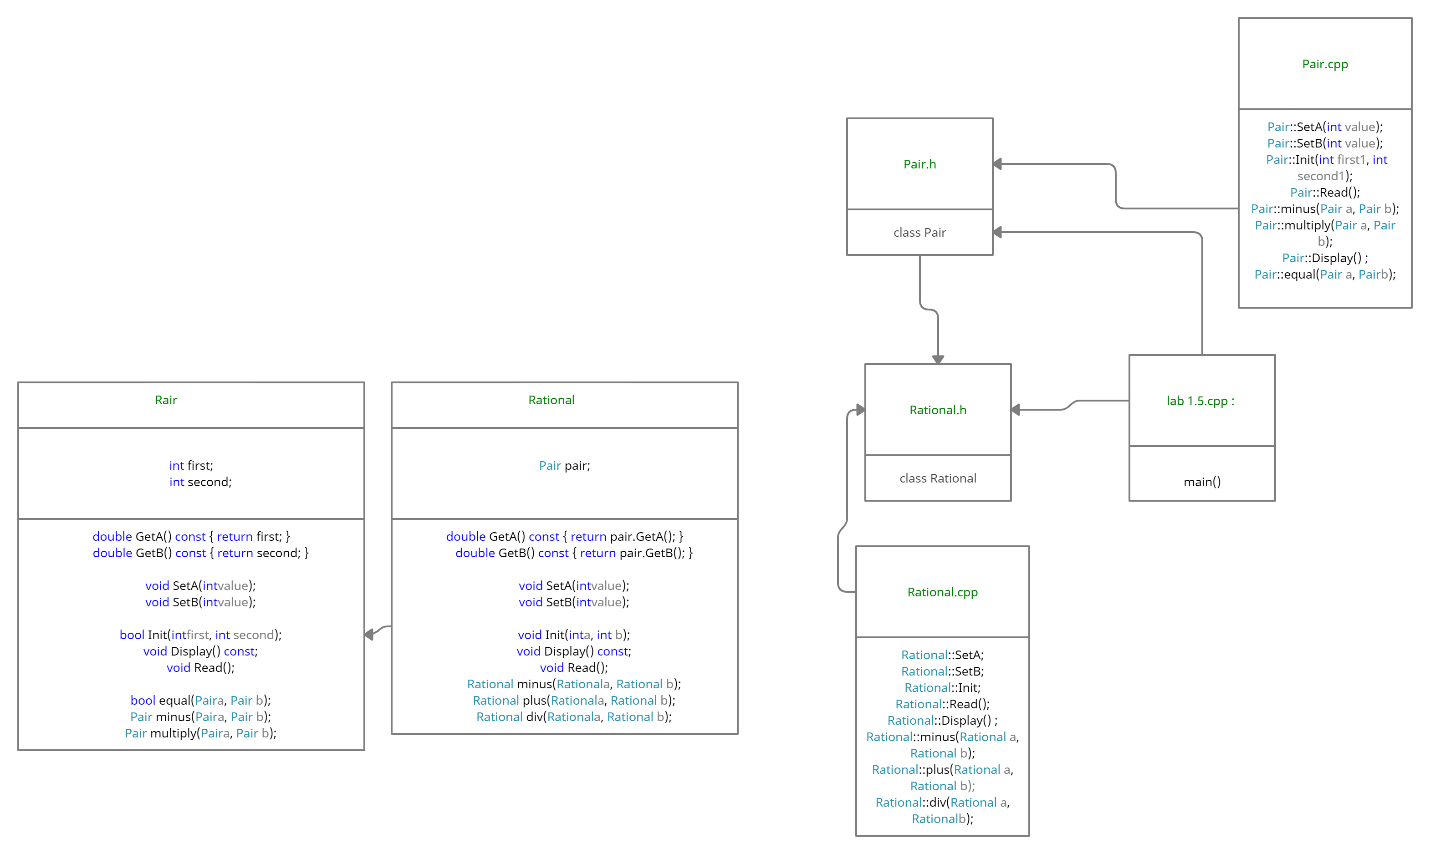 Pair.cpp
Pair::SetA(int value);
Pair::SetB(int value);
Pair::Init(int first1, int
second1);
Pair::Read();
Pair::minus(Pair a, Pair b);
Pair::multiply(Pair a, Pair
b);
Pair::Display() ;
Pair::equal(Pair a, Pairb);
Pair.h
class Pair
Rational.h
class Rational
lab 1.5.cpp :
main()
Rair
int first;
int second;
double GetA() const { return first; }
double GetB() const { return second; }
void SetA(intvalue);
void SetB(intvalue);
bool Init(intfirst, int second);
void Display() const;
void Read();
bool equal(Paira, Pair b);
Pair minus(Paira, Pair b);
Pair multiply(Paira, Pair b);
Rational
Pair pair;
double GetA() const { return pair.GetA(); }
double GetB() const { return pair.GetB(); }
void SetA(intvalue);
void SetB(intvalue);
void Init(inta, int b);
void Display() const;
void Read();
Rational minus(Rationala, Rational b);
Rational plus(Rationala, Rational b);
Rational div(Rationala, Rational b);
Rational.cpp
Rational::SetA;
Rational::SetB;
Rational::Init;
Rational::Read();
Rational::Display() ;
Rational::minus(Rational a,
Rational b);
Rational::plus(Rational a,
Rational b);
Rational::div(Rational a,
Rationalb);